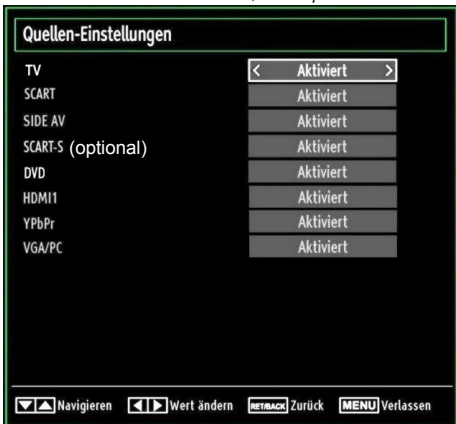 Quellen-Einstellungen
TV < Aktiviert >
SCART Aktiviert
SIDE AV Aktiviert
SCART-S (optional) Aktiviert
DVD Aktiviert
HDMI1 Aktiviert
YPbPr Aktiviert
VGA/PC Aktiviert
Navigieren Wert ändern RET/BACK Zurück MENU Verlassen